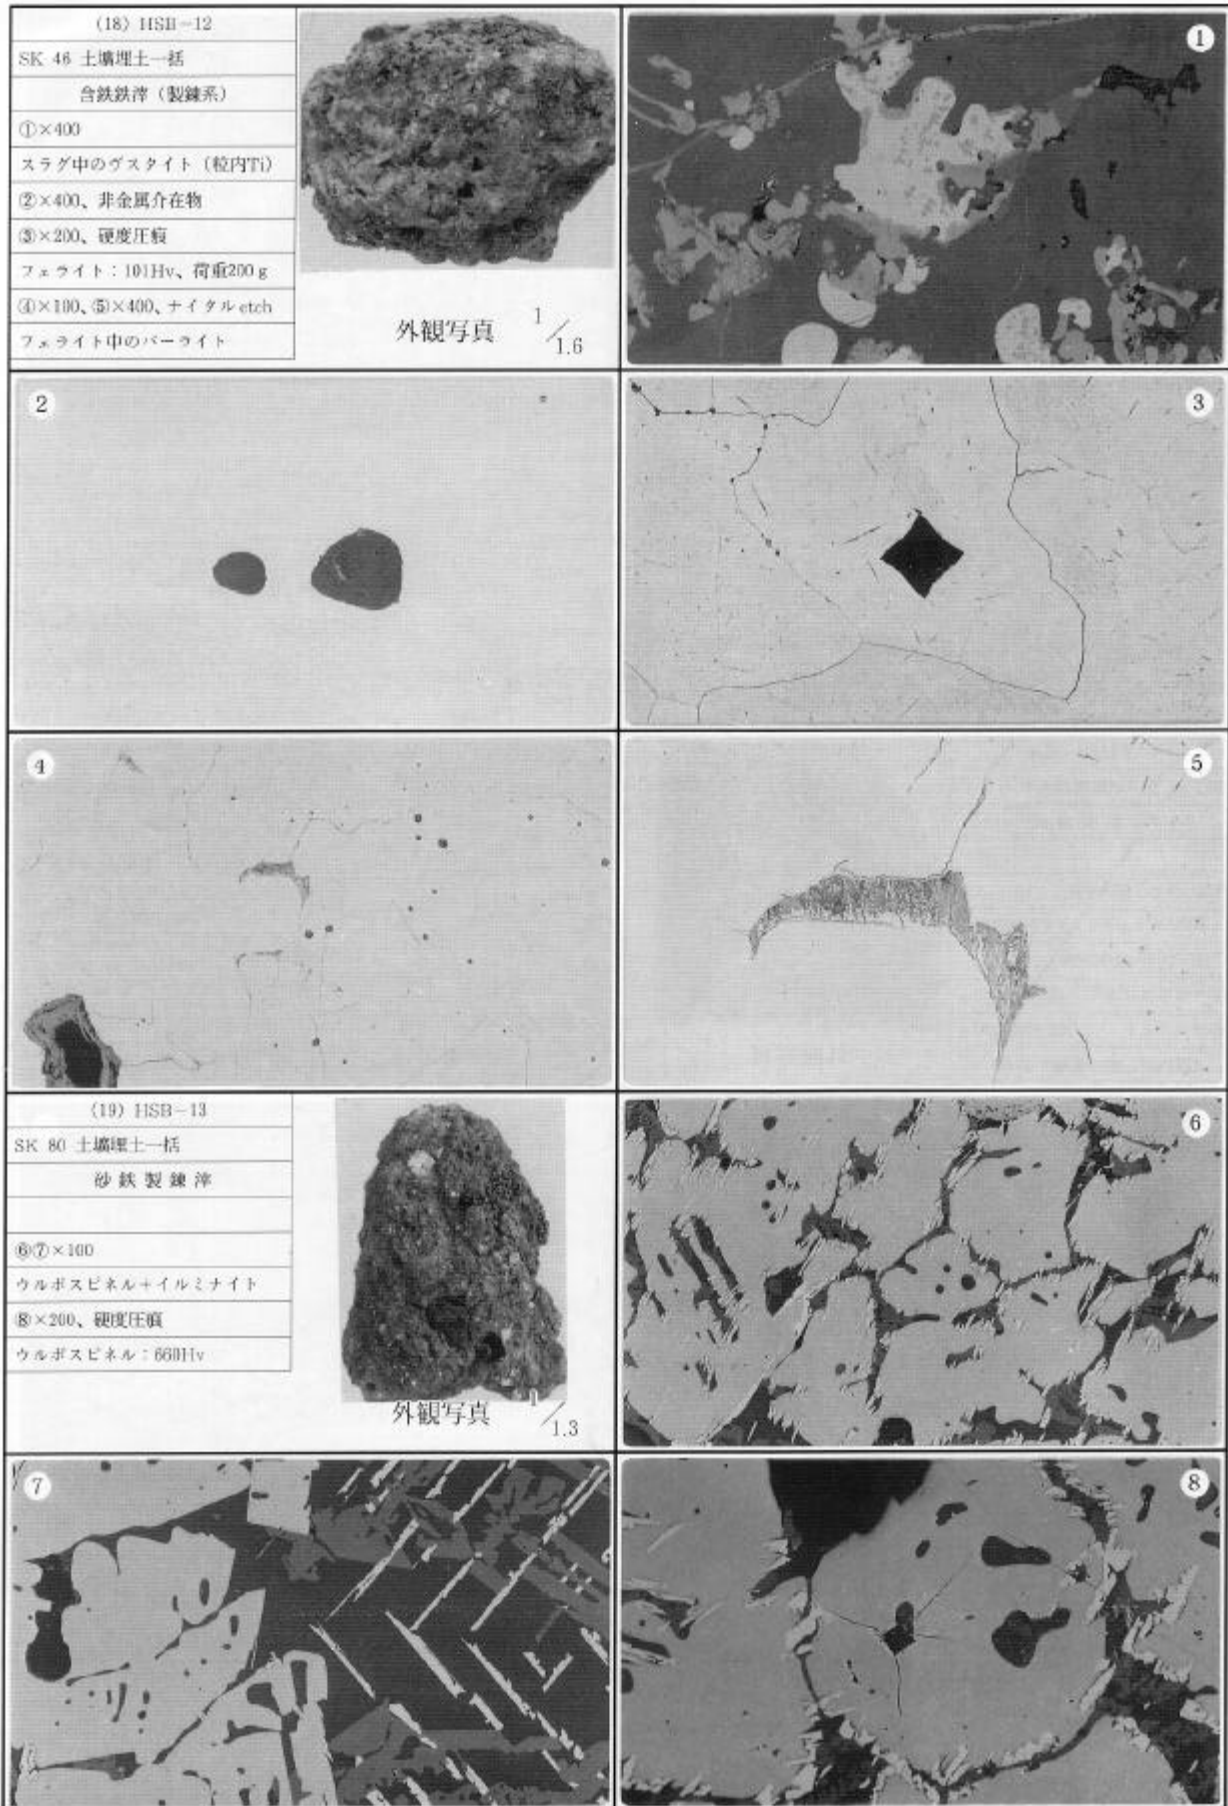 (18) HSB-12
SK 46 土壙埋土一括
含鉄鉄滓（製錬系）
①×400
スラグ中のヴスタイト（粒内Ti）
②×400、非金属介在物
③×200、硬度圧痕
フェライト：101Hv、荷重200g
④×100、⑤×400、ナイタルetch
フェライト中のパーライト
外観写真 1/1.6
①
②
③
④
⑤
(19) HSB-13
SK 80 土壙埋土一括
砂鉄製錬滓
⑥⑦×100
ウルボスピネル＋イルミナイト
⑧×200、硬度圧痕
ウルボスピネル：660Hv
外観写真 1/1.3
⑥
⑦
⑧